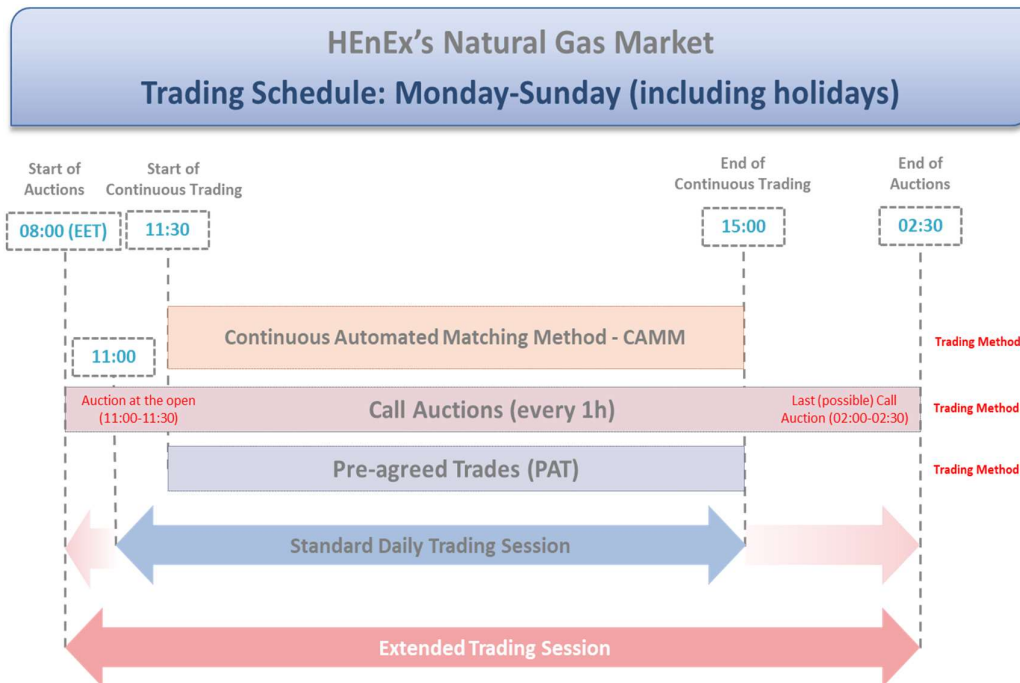 HEnEx's Natural Gas Market
Trading Schedule: Monday-Sunday (including holidays)
Start of
Auctions
Start of
Continuous Trading
End of
Continuous Trading
End of
Auctions
08:00 (EET)
11:30
15:00
02:30
11:00
Continuous Automated Matching Method - CAMM
Trading Method
Auction at the open
(11:00-11:30)
Call Auctions (every 1h)
Last (possible) Call
Auction (02:00-02:30)
Trading Method
Pre-agreed Trades (PAT)
Trading Method
Standard Daily Trading Session
Extended Trading Session